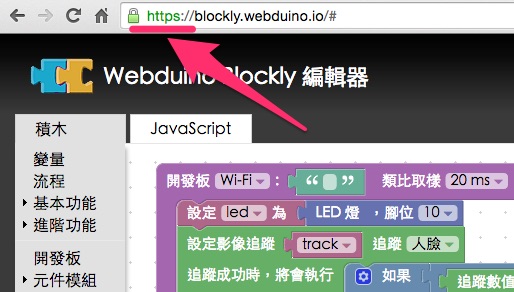 https://blockly.webduino.io/#
Webduino Blockly 編輯器
積木
JavaScript
變量
流程
基本功能
進階功能
開發板
元件模組
開發板 Wi-Fi : “ ” 類比取樣 20 ms
設定 led 為 LED 燈 ，腳位 10
設定影像追蹤 track 追蹤 人臉
追蹤成功時，將會執行 如果 追蹤數值